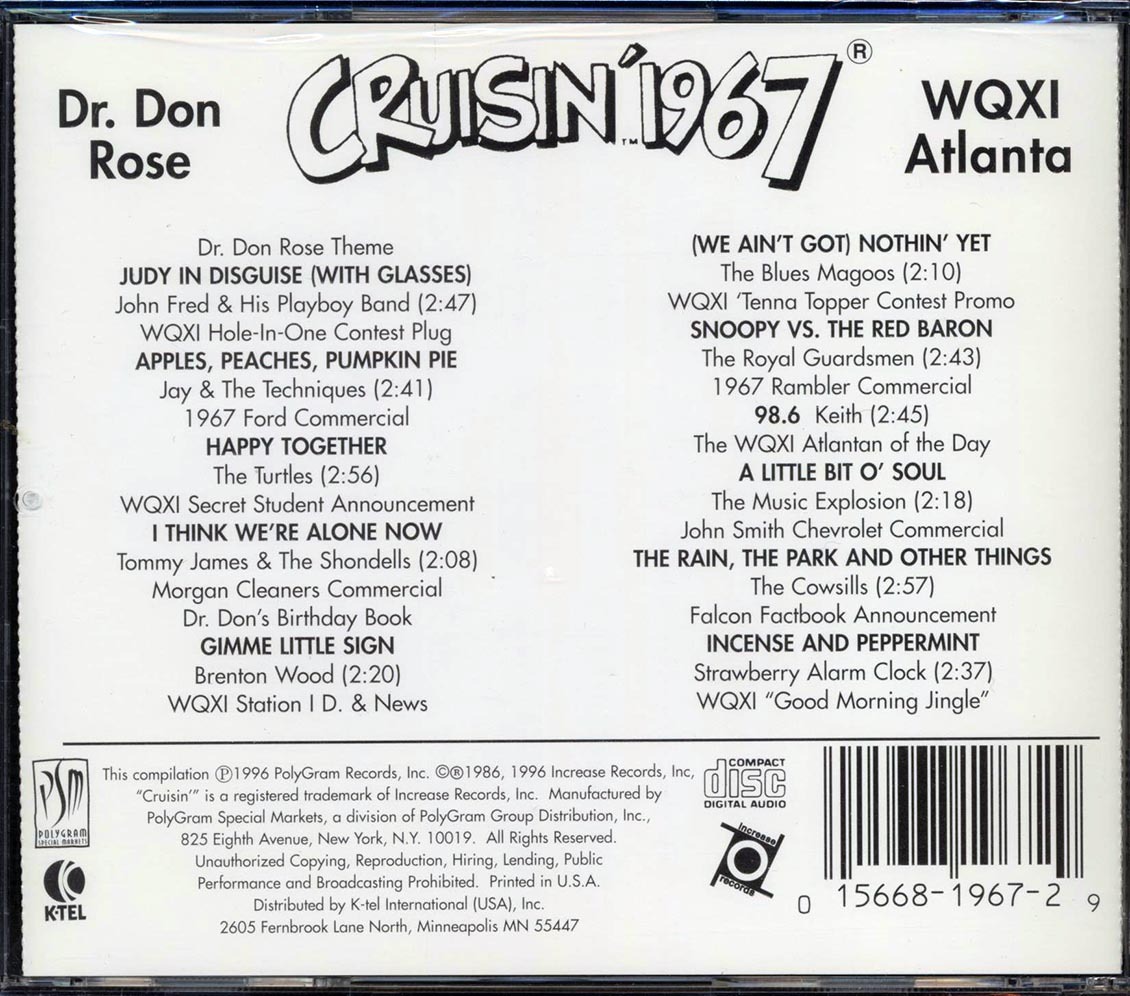 Dr. Don
Rose
CRUISIN'™1967®
WQXI
Atlanta
Dr. Don Rose Theme
JUDY IN DISGUISE (WITH GLASSES)
John Fred & His Playboy Band (2:47)
WQXI Hole-In-One Contest Plug
APPLES, PEACHES, PUMPKIN PIE
Jay & The Techniques (2:41)
1967 Ford Commercial
HAPPY TOGETHER
The Turtles (2:56)
WQXI Secret Student Announcement
I THINK WE'RE ALONE NOW
Tommy James & The Shondells (2:08)
Morgan Cleaners Commercial
Dr. Don's Birthday Book
GIMME LITTLE SIGN
Brenton Wood (2:20)
WQXI Station I D. & News
(WE AIN'T GOT) NOTHIN' YET
The Blues Magoos (2:10)
WQXI 'Tenna Topper Contest Promo
SNOOPY VS. THE RED BARON
The Royal Guardsmen (2:43)
1967 Rambler Commercial
98.6 Keith (2:45)
The WQXI Atlantan of the Day
A LITTLE BIT O' SOUL
The Music Explosion (2:18)
John Smith Chevrolet Commercial
THE RAIN, THE PARK AND OTHER THINGS
The Cowsills (2:57)
Falcon Factbook Announcement
INCENSE AND PEPPERMINT
Strawberry Alarm Clock (2:37)
WQXI "Good Morning Jingle"
PSM
POLYGRAM
SPECIAL MARKETS
K-TEL
This compilation ℗1996 PolyGram Records, Inc. ©®1986, 1996 Increase Records, Inc,
"Cruisin'" is a registered trademark of Increase Records, Inc. Manufactured by
PolyGram Special Markets, a division of PolyGram Group Distribution, Inc.,
825 Eighth Avenue, New York, N.Y. 10019. All Rights Reserved.
Unauthorized Copying, Reproduction, Hiring, Lending, Public
Performance and Broadcasting Prohibited. Printed in U.S.A.
Distributed by K-tel International (USA), Inc.
2605 Fernbrook Lane North, Minneapolis MN 55447
COMPACT
disc
DIGITAL AUDIO
increase
records
0 15668-1967-2 9